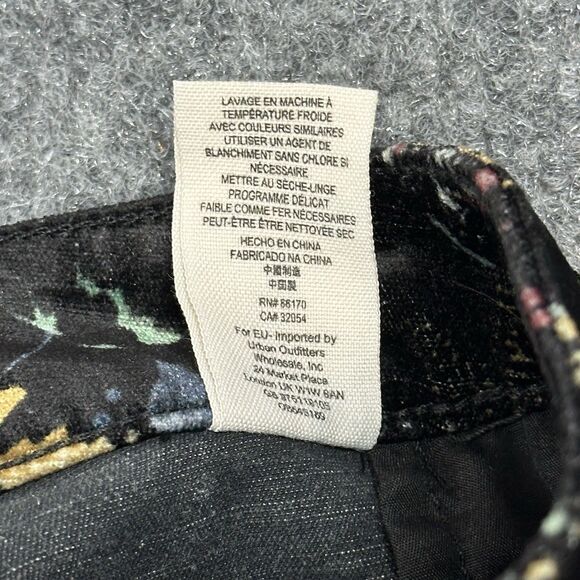 LAVAGE EN MACHINE À
TEMPÉRATURE FROIDE
AVEC COULEURS SIMILAIRES
UTILISER UN AGENT DE
BLANCHIMENT SANS CHLORE SI
NÉCESSAIRE
METTRE AU SÈCHE-LINGE
PROGRAMME DÉLICAT
FAIBLE COMME FER NÉCESSAIRES
PEUT-ÊTRE ÊTRE NETTOYÉE SEC
HECHO EN CHINA
FABRICADO NA CHINA
中國制造
中国製
RN# 66170
CA# 32054
For EU- Imported by
Urban Outfitters
Wholesale, Inc
24 Market Place
London UK W1W 8AN
GB 875118105